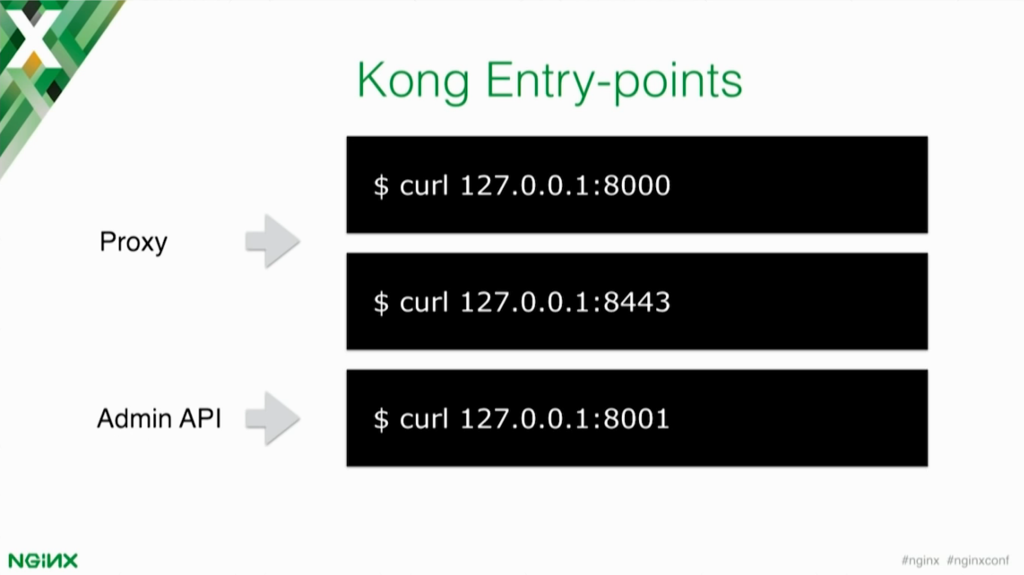 Kong Entry-points
$ curl 127.0.0.1:8000
Proxy
$ curl 127.0.0.1:8443
Admin API
$ curl 127.0.0.1:8001
NGINX
#nginx #nginxconf